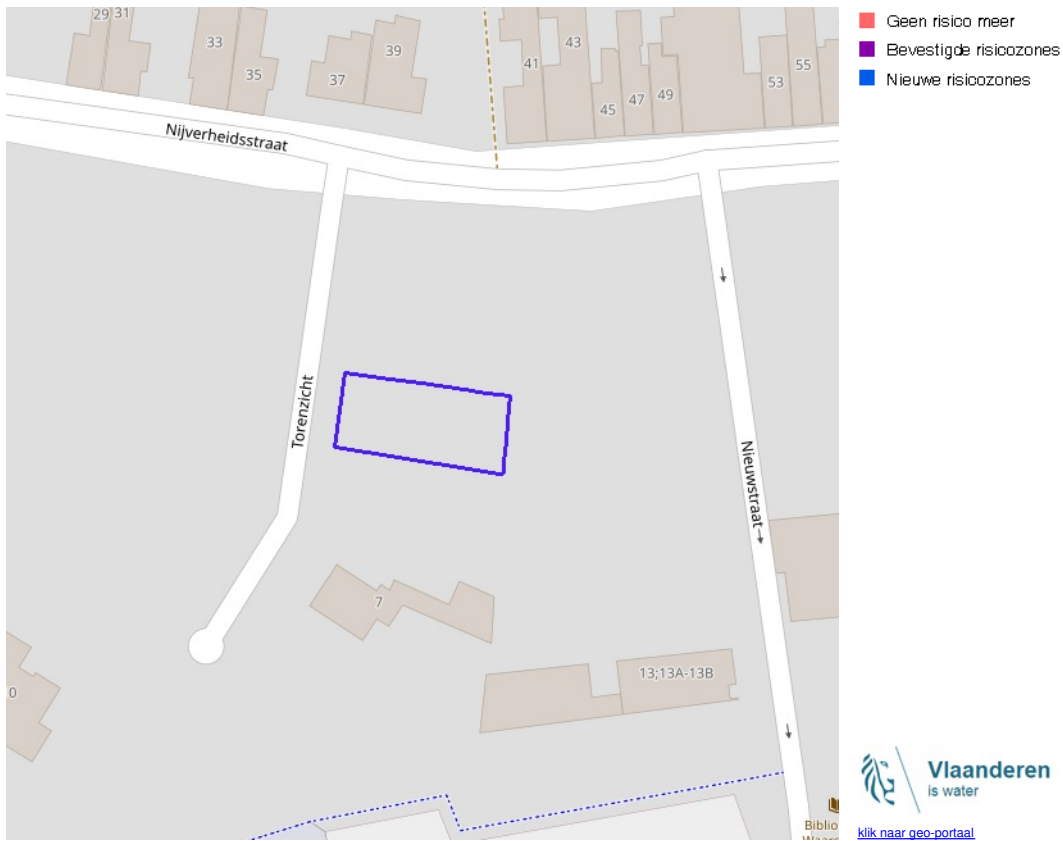 29 31
33
35
37
39
41
43
45
47
49
53
55
Nijverheidsstraat
Torenzicht
Nieuwstraat
7
13;13A-13B
0
Biblio
Geen risico meer
Bevestigde risicozones
Nieuwe risicozones
Vlaanderen
is water
klik naar geo-portaal